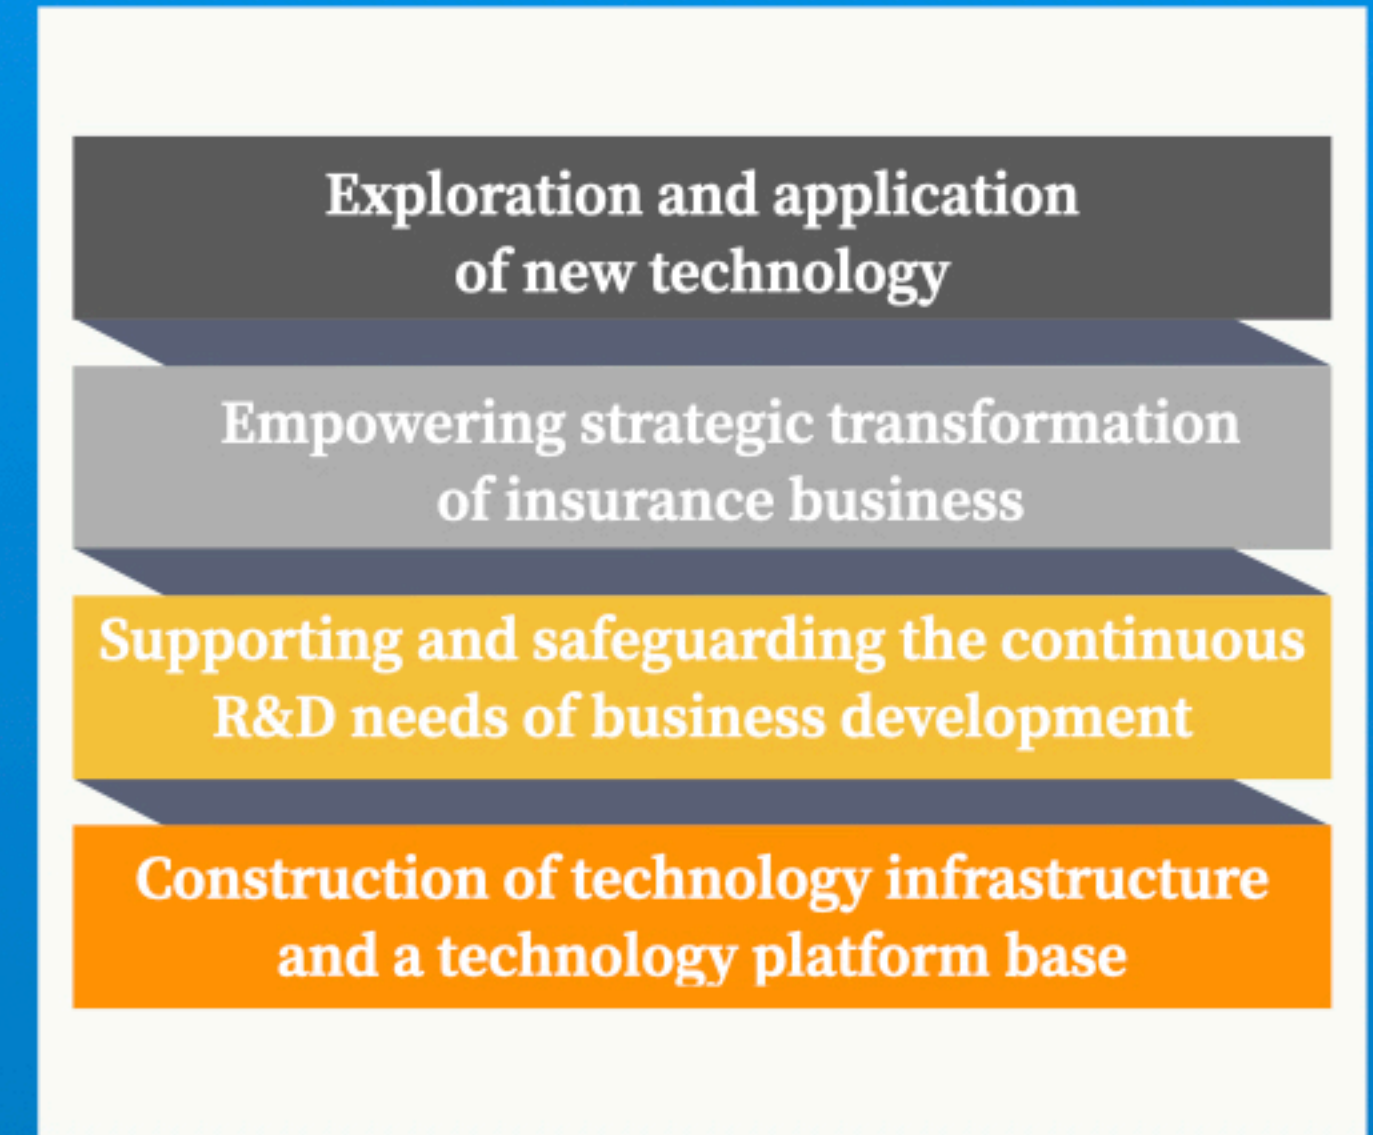 Exploration and application
of new technology
Empowering strategic transformation
of insurance business
Supporting and safeguarding the continuous
R&D needs of business development
Construction of technology infrastructure
and a technology platform base